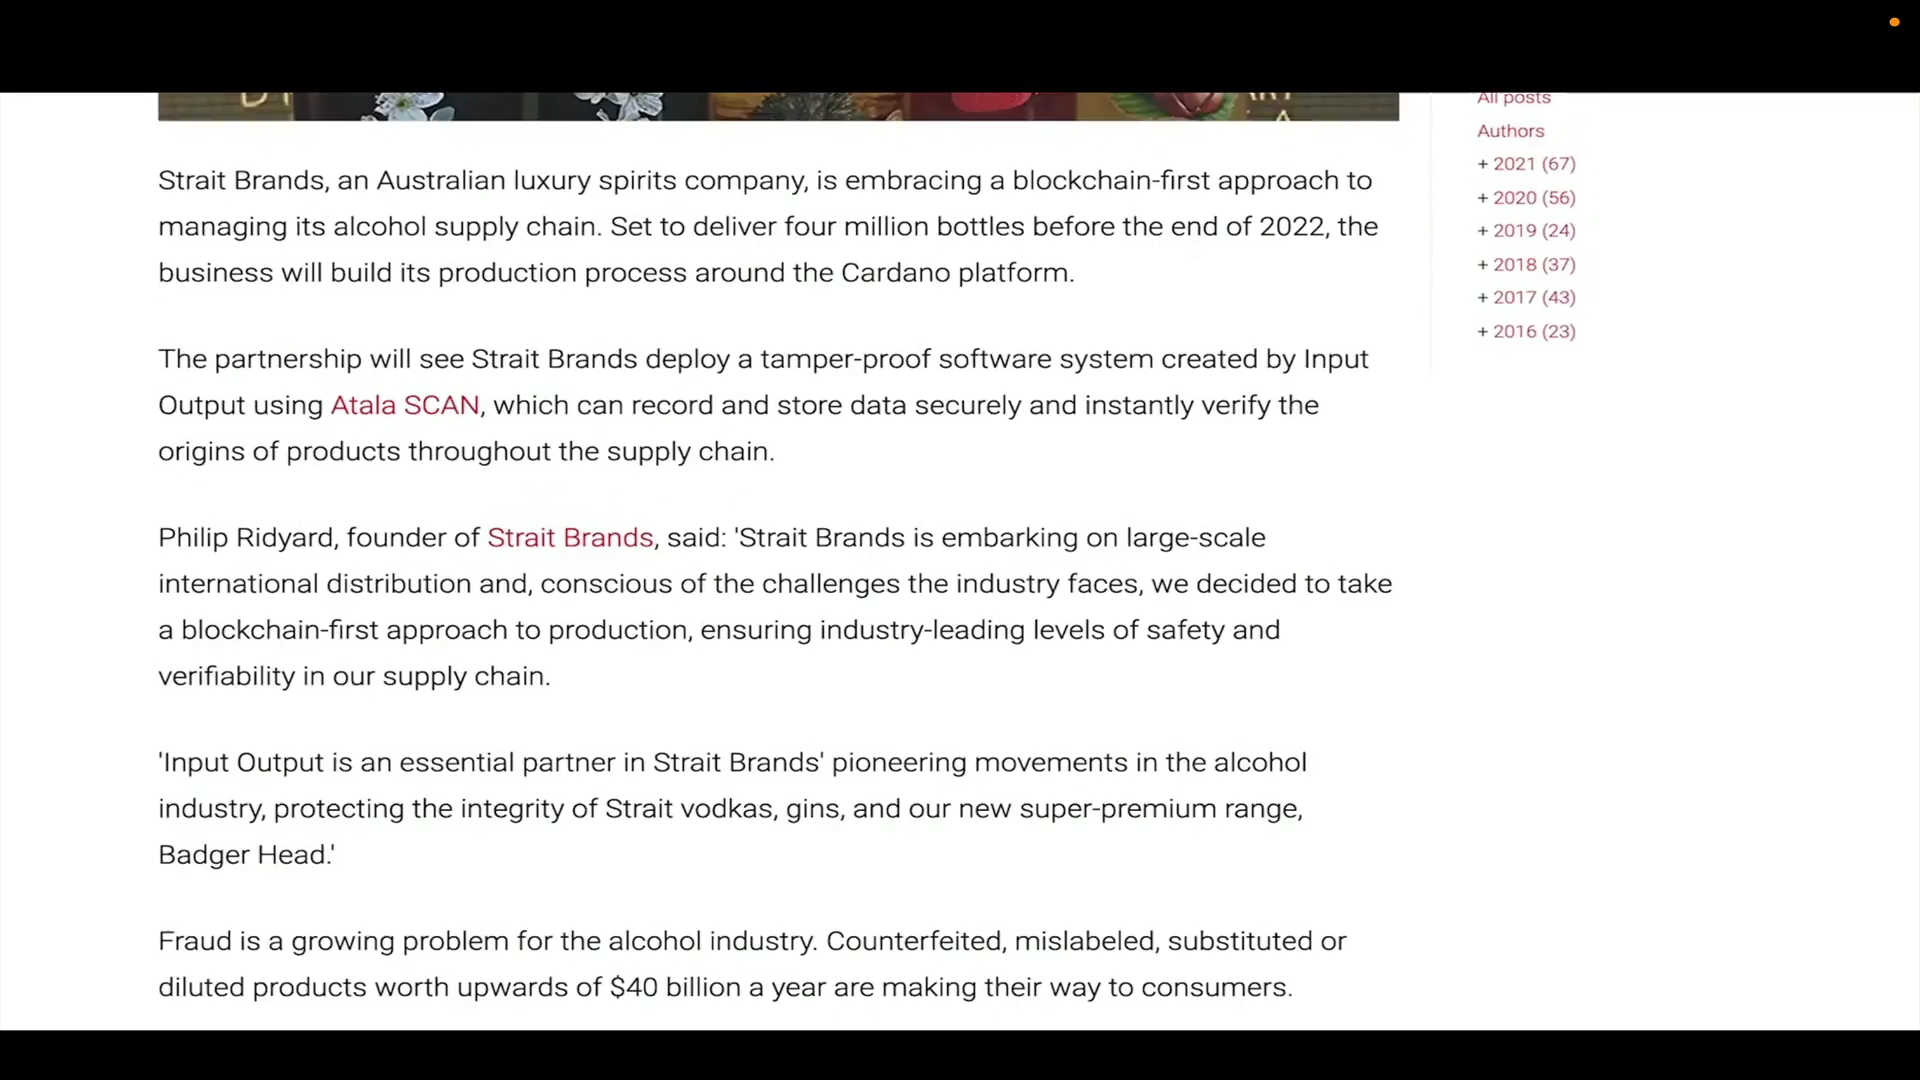 Strait Brands, an Australian luxury spirits company, is embracing a blockchain-first approach to
managing its alcohol supply chain. Set to deliver four million bottles before the end of 2022, the
business will build its production process around the Cardano platform.
The partnership will see Strait Brands deploy a tamper-proof software system created by Input
Output using Atala SCAN, which can record and store data securely and instantly verify the
origins of products throughout the supply chain.
Philip Ridyard, founder of Strait Brands, said: 'Strait Brands is embarking on large-scale
international distribution and, conscious of the challenges the industry faces, we decided to take
a blockchain-first approach to production, ensuring industry-leading levels of safety and
verifiability in our supply chain.
'Input Output is an essential partner in Strait Brands' pioneering movements in the alcohol
industry, protecting the integrity of Strait vodkas, gins, and our new super-premium range,
Badger Head.'
Fraud is a growing problem for the alcohol industry. Counterfeited, mislabeled, substituted or
diluted products worth upwards of $40 billion a year are making their way to consumers.
All posts
Authors
+ 2021 (67)
+ 2020 (56)
+ 2019 (24)
+ 2018 (37)
+ 2017 (43)
+ 2016 (23)